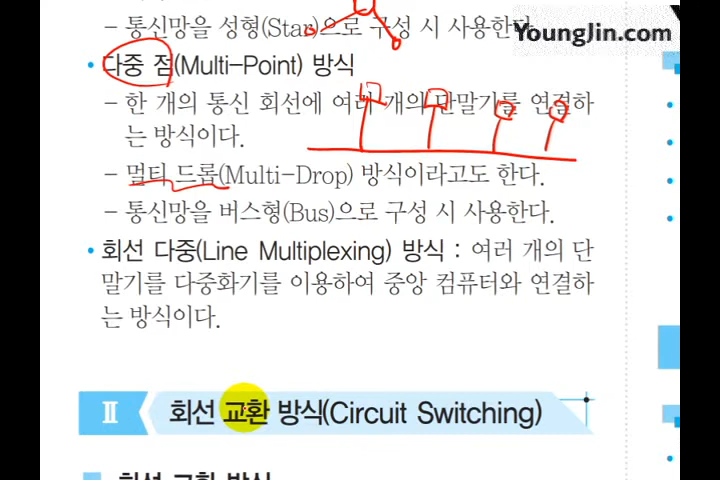 - 통신망을 성형(Star)으로 구성 시 사용한다.
YoungJin.com
• 다중 점(Multi-Point) 방식
- 한 개의 통신 회선에 여러 개의 단말기를 연결하
는 방식이다.
- 멀티 드롭(Multi-Drop) 방식이라고도 한다.
- 통신망을 버스형(Bus)으로 구성 시 사용한다.
• 회선 다중(Line Multiplexing) 방식 : 여러 개의 단
말기를 다중화기를 이용하여 중앙 컴퓨터와 연결하
는 방식이다.
Ⅱ 회선 교환 방식(Circuit Switching)
회선 교환 방식